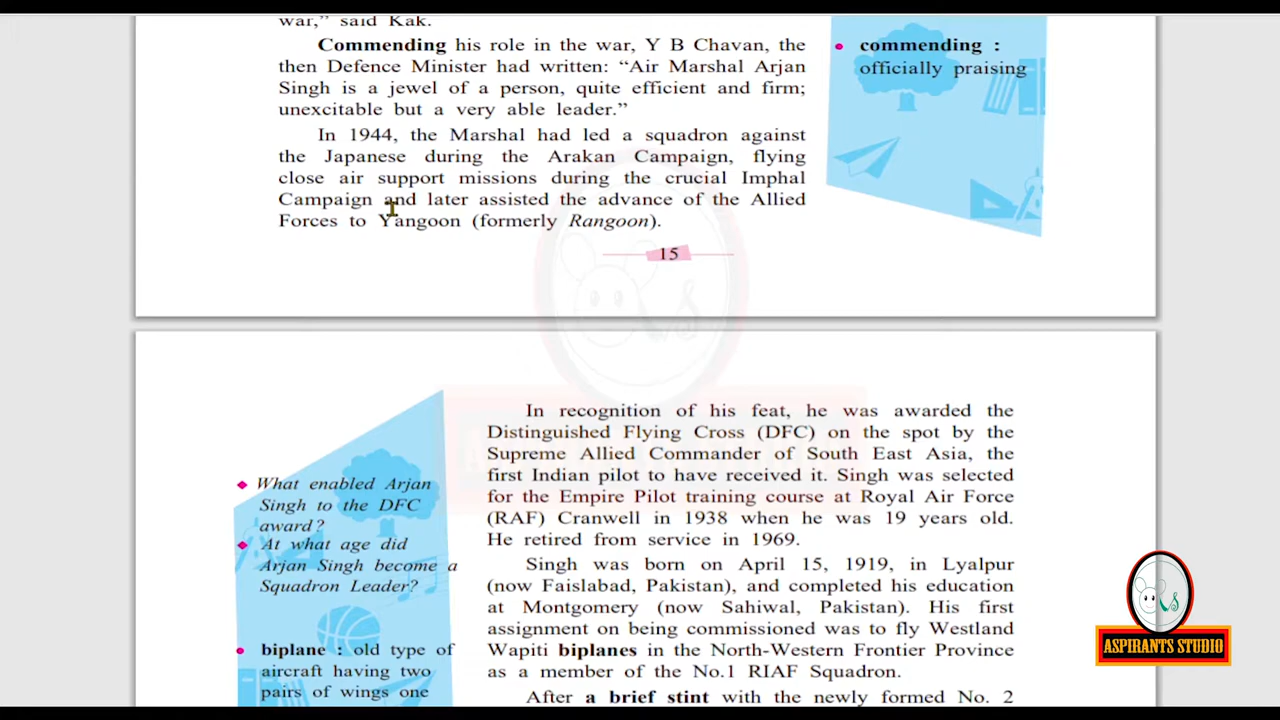 war,” said Kak.
Commending his role in the war, Y B Chavan, the
then Defence Minister had written: “Air Marshal Arjan
Singh is a jewel of a person, quite efficient and firm;
unexcitable but a very able leader.”
In 1944, the Marshal had led a squadron against
the Japanese during the Arakan Campaign, flying
close air support missions during the crucial Imphal
Campaign and later assisted the advance of the Allied
Forces to Yangoon (formerly Rangoon).
commending :
officially praising
15
What enabled Arjan
Singh to the DFC
award?
At what age did
Arjan Singh become a
Squadron Leader?
biplane : old type of
aircraft having two
pairs of wings one
In recognition of his feat, he was awarded the
Distinguished Flying Cross (DFC) on the spot by the
Supreme Allied Commander of South East Asia, the
first Indian pilot to have received it. Singh was selected
for the Empire Pilot training course at Royal Air Force
(RAF) Cranwell in 1938 when he was 19 years old.
He retired from service in 1969.
Singh was born on April 15, 1919, in Lyalpur
(now Faislabad, Pakistan), and completed his education
at Montgomery (now Sahiwal, Pakistan). His first
assignment on being commissioned was to fly Westland
Wapiti biplanes in the North-Western Frontier Province
as a member of the No.1 RIAF Squadron.
After a brief stint with the newly formed No. 2
ASPIRANTS STUDIO